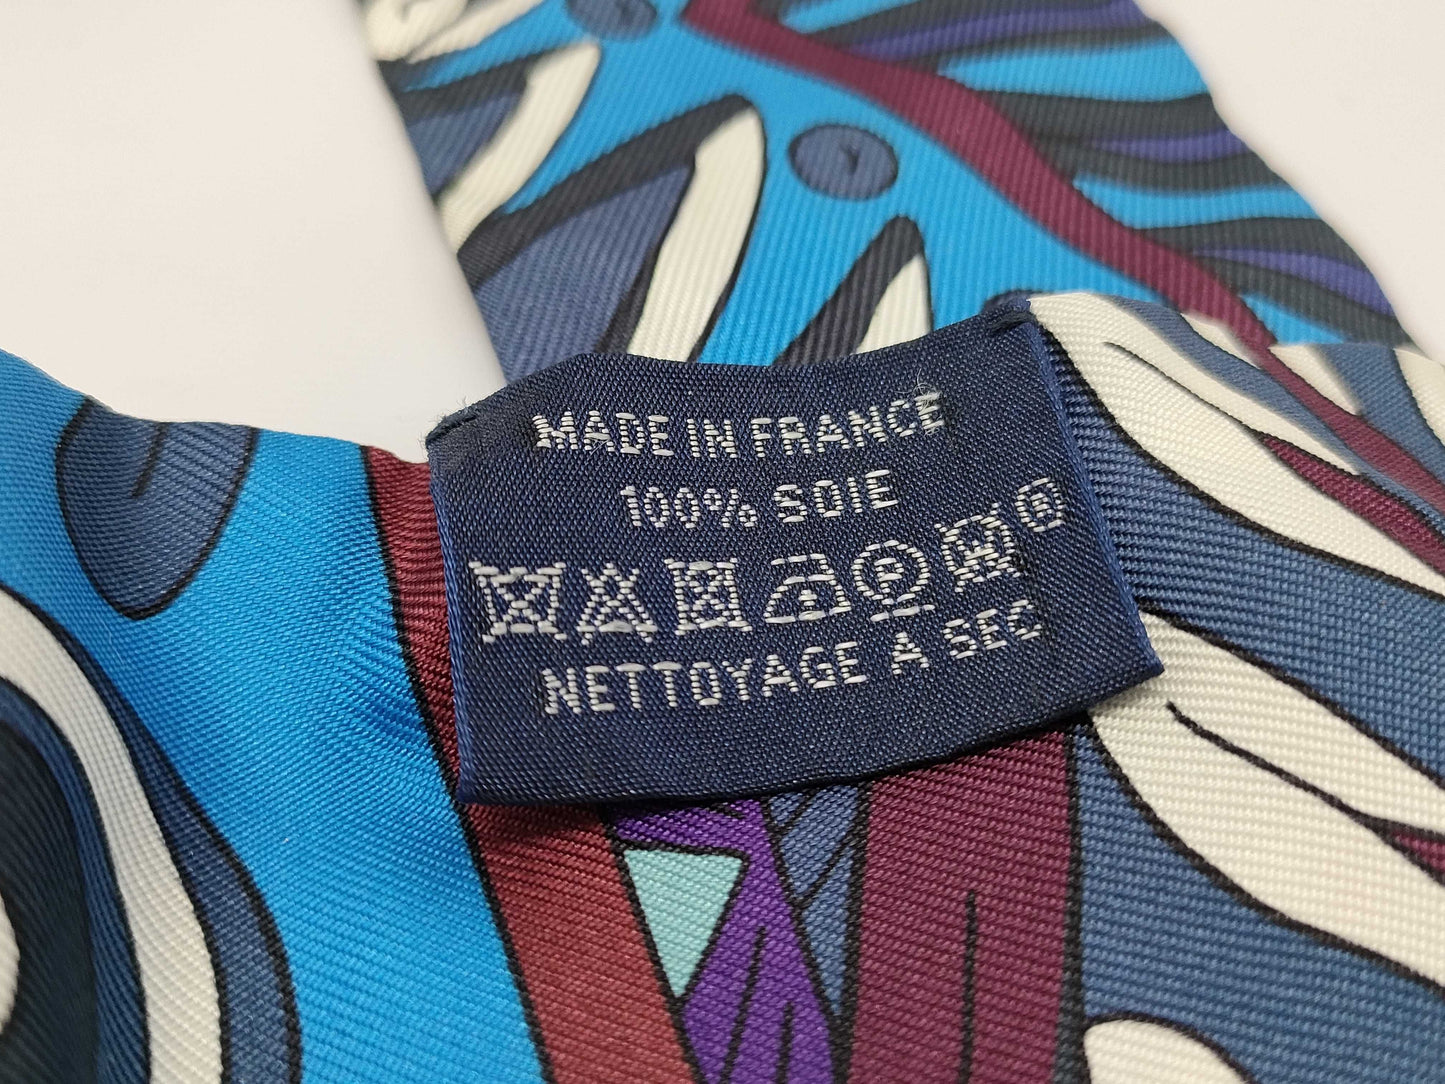 MADE IN FRANCE
100% SOIE
P W ®
NETTOYAGE A SEC